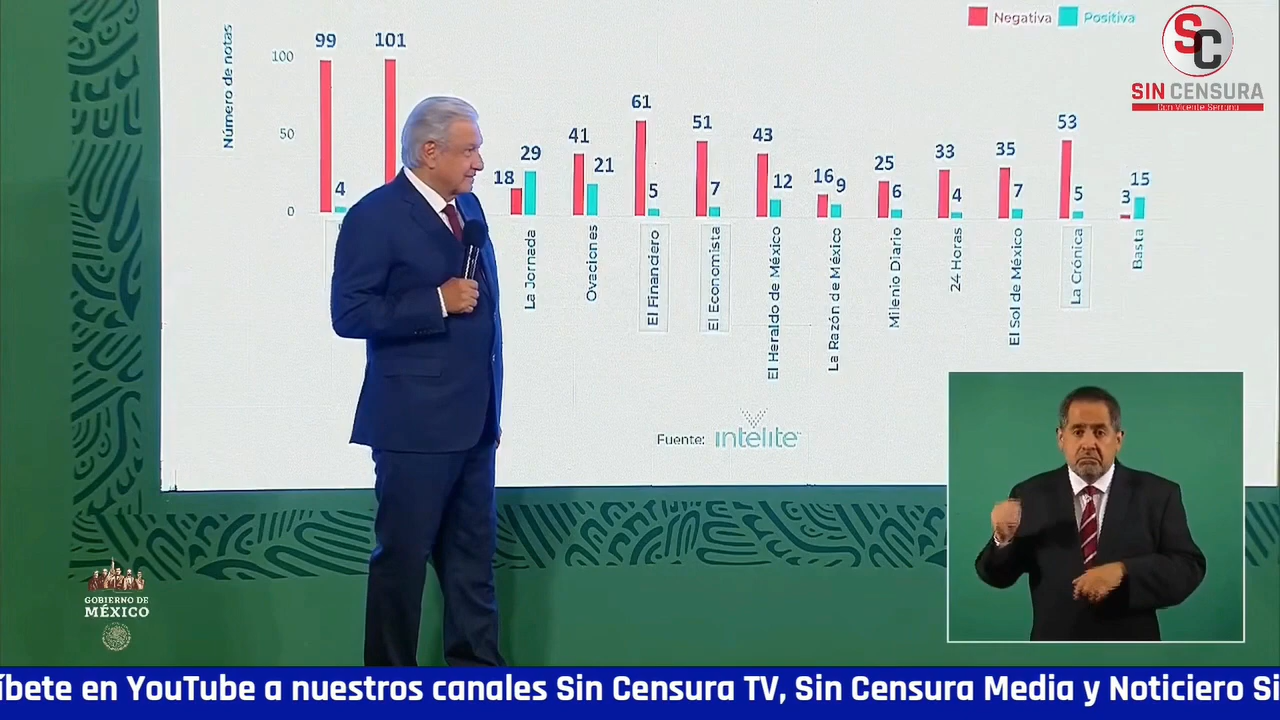 Negativa Positiva
SC
SIN CENSURA
Con Vicente Serrano
Número de notas
100
50
0
99 101 18 29 41 21 61 5 51 7 43 12 16 9 25 6 33 4 35 7 53 5 3 15
4
La Jornada
Ovaciones
El Financiero
El Economista
El Heraldo de México
La Razón de México
Milenio Diario
24 Horas
El Sol de México
La Crónica
Basta
Fuente: intelite
GOBIERNO DE
MÉXICO
íbete en YouTube a nuestros canales Sin Censura TV, Sin Censura Media y Noticiero Si